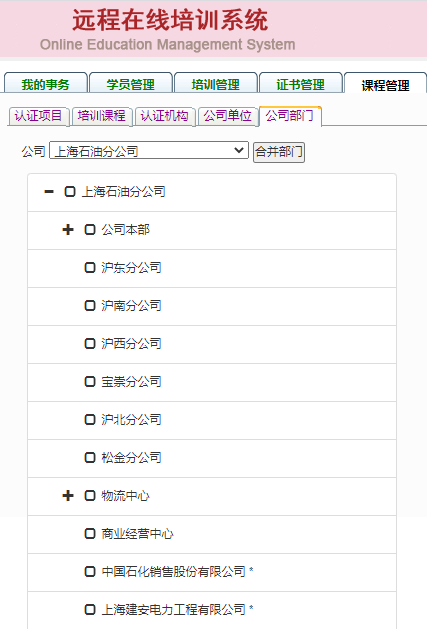 远程在线培训系统
Online Education Management System
我的事务 学员管理 培训管理 证书管理 课程管理
认证项目 培训课程 认证机构 公司单位 公司部门
公司 上海石油分公司 合并部门
上海石油分公司
公司本部
沪东分公司
沪南分公司
沪西分公司
宝崇分公司
沪北分公司
松金分公司
物流中心
商业经营中心
中国石化销售股份有限公司 *
上海建安电力工程有限公司 *